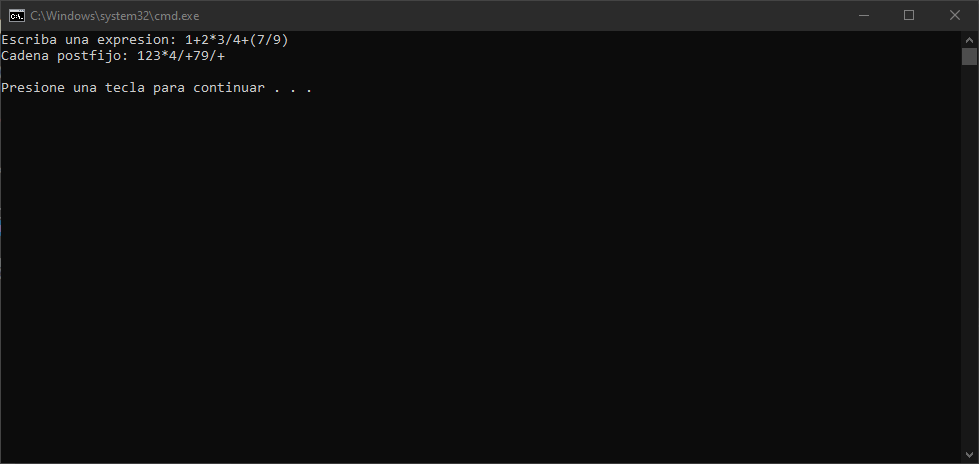 C:\Windows\system32\cmd.exe
Escriba una expresion: 1+2*3/4+(7/9)
Cadena postfijo: 123*4/+79/+
Presione una tecla para continuar . . .